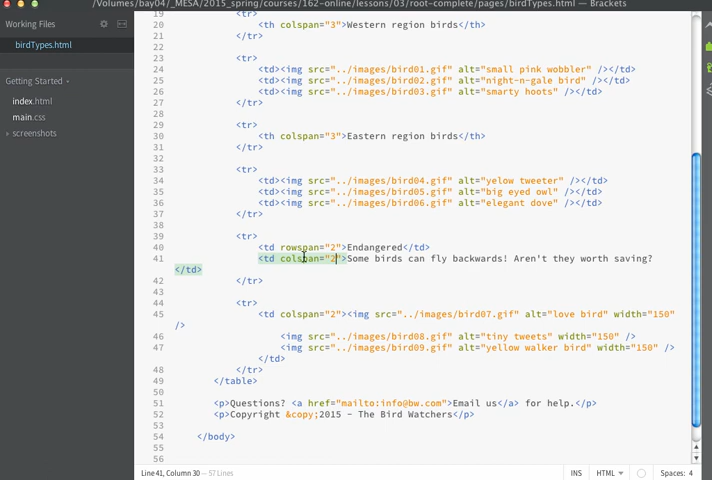 /Volumes/bay04/_MESA/2015_spring/courses/162-online/lessons/03/root-complete/pages/birdTypes.html — Brackets
Working Files
birdTypes.html
Getting Started
index.html
main.css
screenshots
19 <tr>
20 <th colspan="3">Western region birds</th>
21 </tr>
22
23 <tr>
24 <td><img src="../images/bird01.gif" alt="small pink wobbler" /></td>
25 <td><img src="../images/bird02.gif" alt="night-n-gale bird" /></td>
26 <td><img src="../images/bird03.gif" alt="smarty hoots" /></td>
27 </tr>
28
29 <tr>
30 <th colspan="3">Eastern region birds</th>
31 </tr>
32
33 <tr>
34 <td><img src="../images/bird04.gif" alt="yelow tweeter" /></td>
35 <td><img src="../images/bird05.gif" alt="big eyed owl" /></td>
36 <td><img src="../images/bird06.gif" alt="elegant dove" /></td>
37 </tr>
38
39 <tr>
40 <td rowspan="2">Endangered</td>
41 <td colspan="2">Some birds can fly backwards! Aren't they worth saving?
</td>
42 </tr>
43
44 <tr>
45 <td colspan="2"><img src="../images/bird07.gif" alt="love bird" width="150"
/>
46 <img src="../images/bird08.gif" alt="tiny tweets" width="150" />
47 <img src="../images/bird09.gif" alt="yellow walker bird" width="150" />
</td>
48 </tr>
49 </table>
50
51 <p>Questions? <a href="mailto:info@bw.com">Email us</a> for help.</p>
52 <p>Copyright &copy;2015 - The Bird Watchers</p>
53
54 </body>
55
56
Line 41, Column 30 — 57 Lines
INS
HTML
Spaces: 4